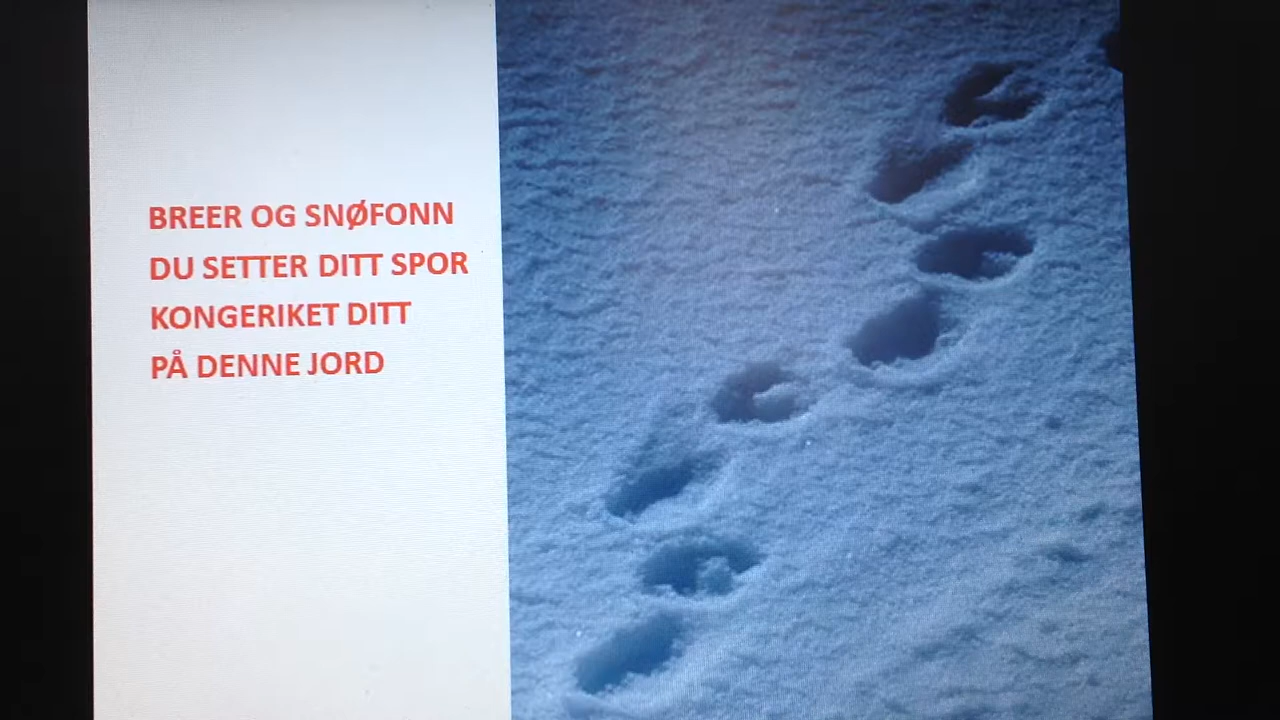 BREER OG SNØFONN
DU SETTER DITT SPOR
KONGERIKET DITT
PÅ DENNE JORD